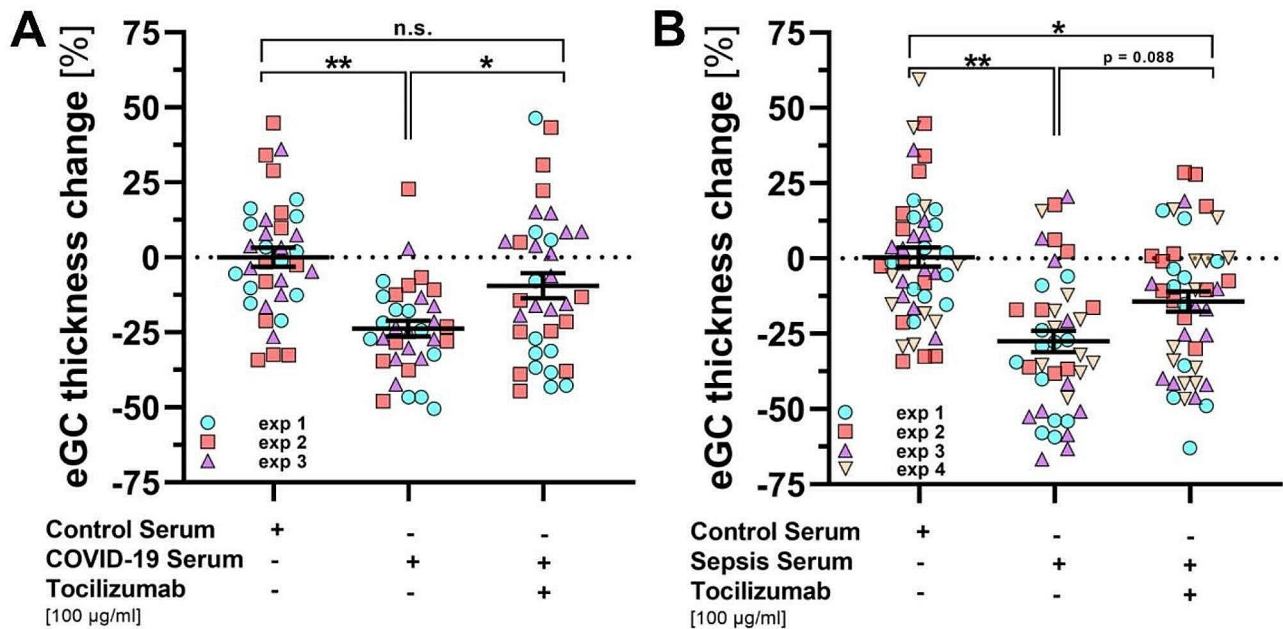 A
eGC thickness change [%]
75
50
25
0
-25
-50
-75
n.s.
** *
exp 1
exp 2
exp 3
Control Serum + - -
COVID-19 Serum - + +
Tocilizumab - - +
[100 µg/ml]
B
eGC thickness change [%]
75
50
25
0
-25
-50
-75
*
** p = 0.088
exp 1
exp 2
exp 3
exp 4
Control Serum + - -
Sepsis Serum - + +
Tocilizumab - - +
[100 µg/ml]